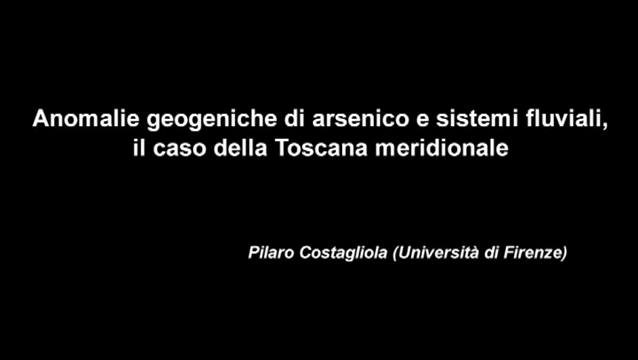 Anomalie geogeniche di arsenico e sistemi fluviali,
il caso della Toscana meridionale
Pilaro Costagliola (Università di Firenze)